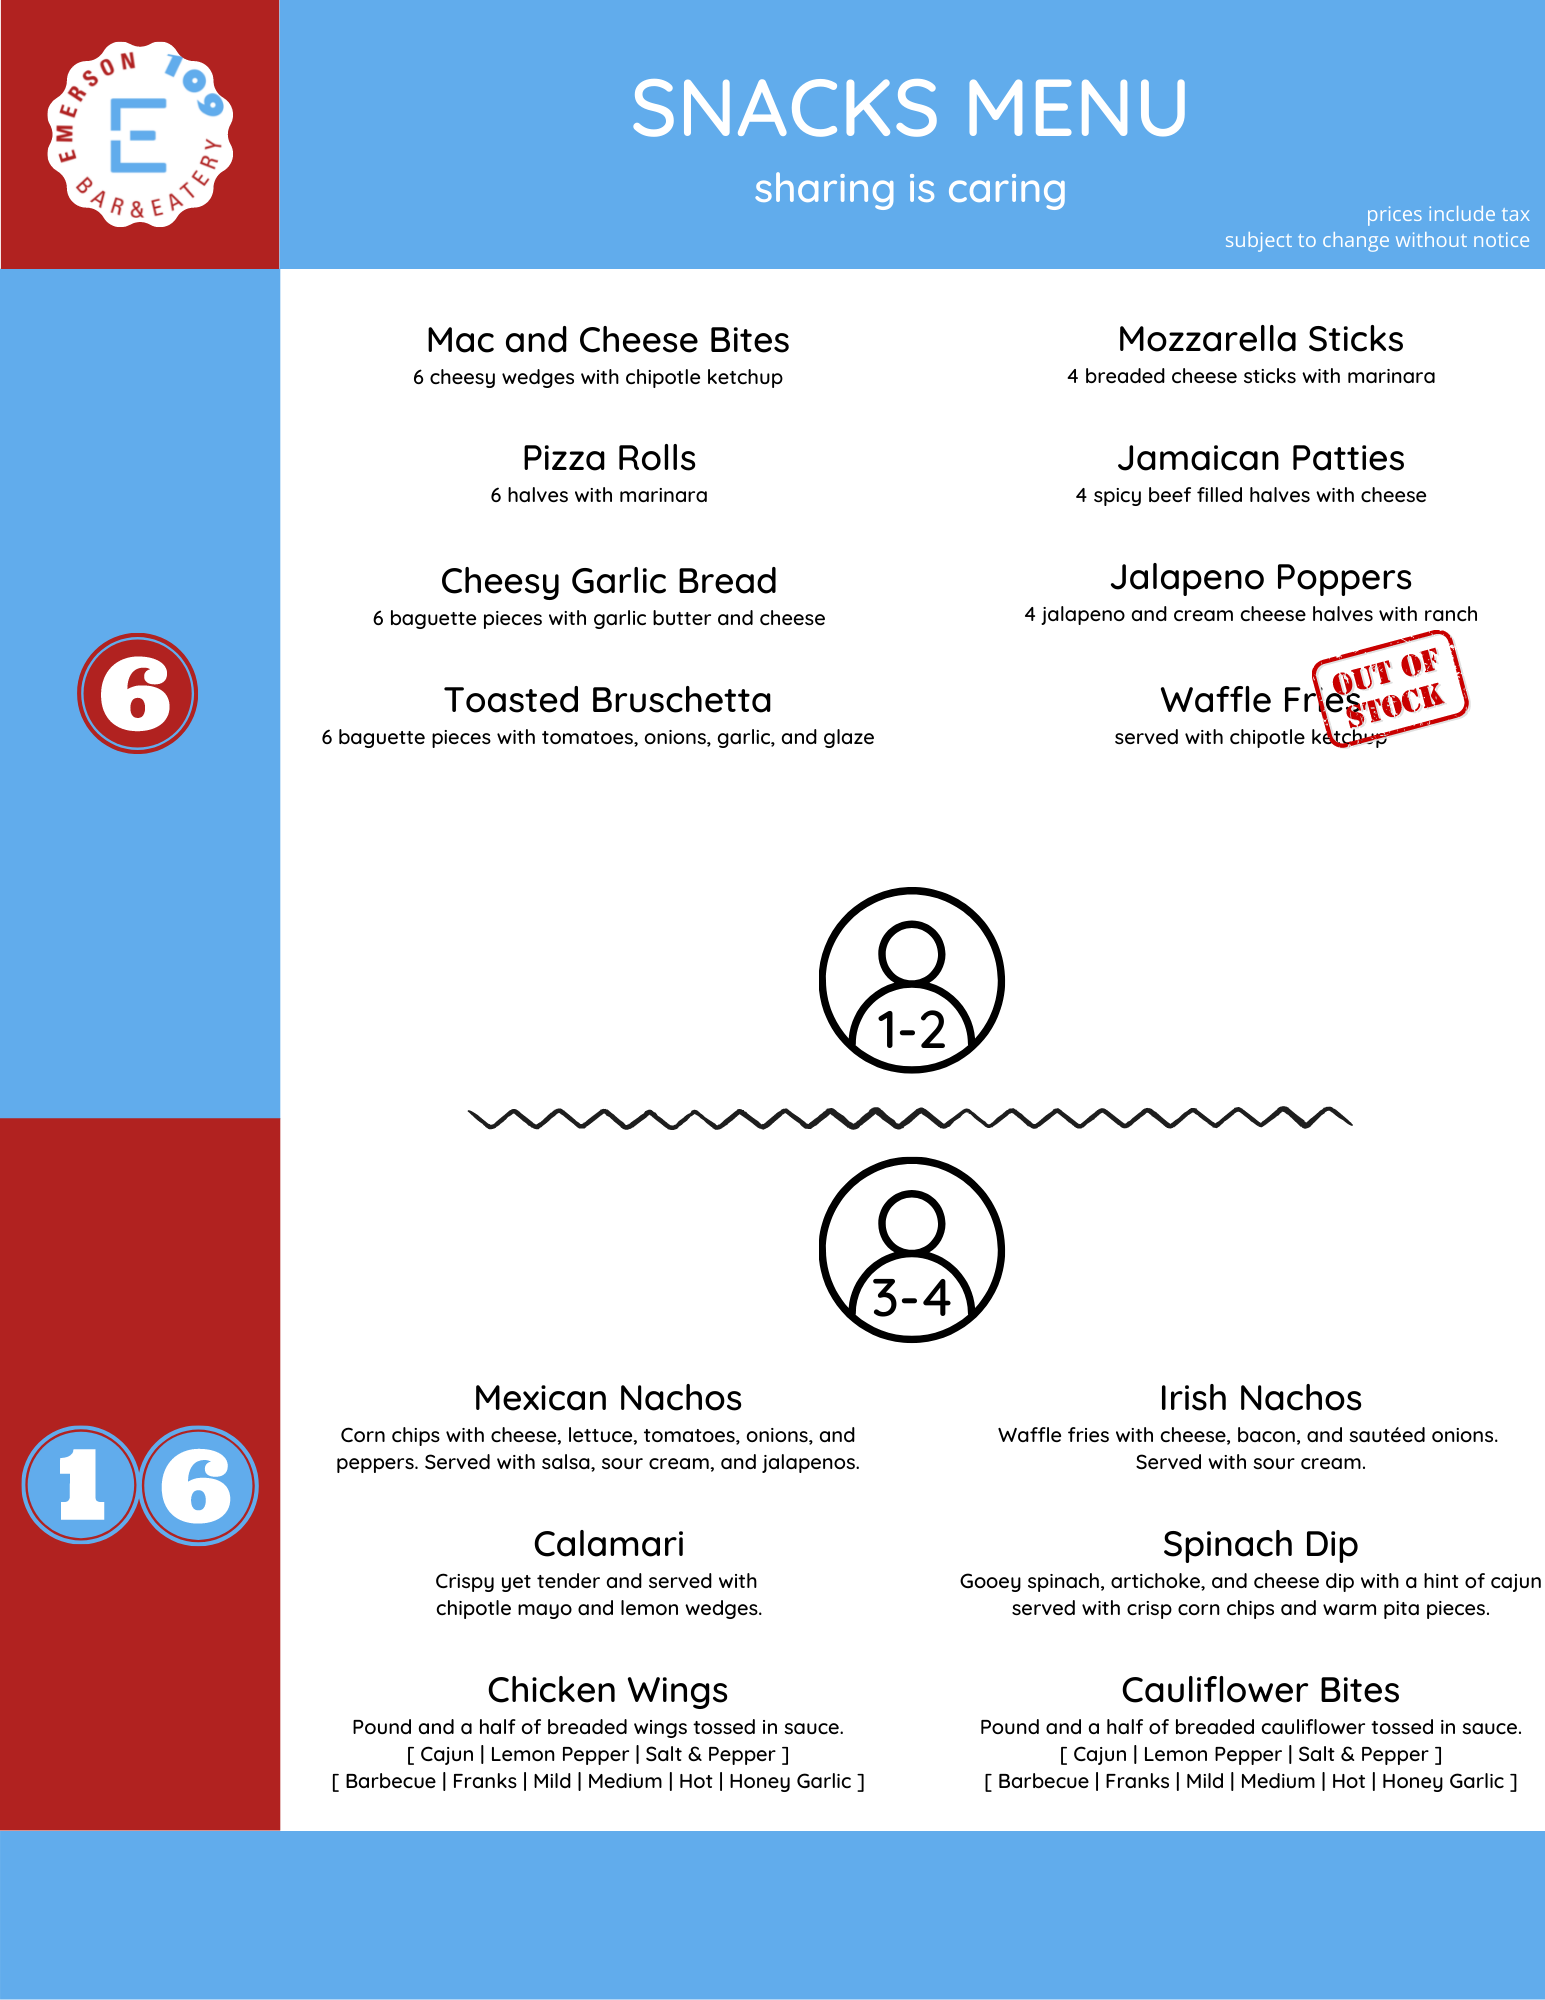 EMERSON 109
E
BAR & EATERY
SNACKS MENU
sharing is caring
prices include tax
subject to change without notice
Mac and Cheese Bites
6 cheesy wedges with chipotle ketchup
Mozzarella Sticks
4 breaded cheese sticks with marinara
Pizza Rolls
6 halves with marinara
Jamaican Patties
4 spicy beef filled halves with cheese
Cheesy Garlic Bread
6 baguette pieces with garlic butter and cheese
Jalapeno Poppers
4 jalapeno and cream cheese halves with ranch
6
Toasted Bruschetta
6 baguette pieces with tomatoes, onions, garlic, and glaze
Waffle Fries
served with chipotle ketchup
OUT OF
STOCK
1-2
3-4
16
Mexican Nachos
Corn chips with cheese, lettuce, tomatoes, onions, and
peppers. Served with salsa, sour cream, and jalapenos.
Irish Nachos
Waffle fries with cheese, bacon, and sautéed onions.
Served with sour cream.
Calamari
Crispy yet tender and served with
chipotle mayo and lemon wedges.
Spinach Dip
Gooey spinach, artichoke, and cheese dip with a hint of cajun
served with crisp corn chips and warm pita pieces.
Chicken Wings
Pound and a half of breaded wings tossed in sauce.
[ Cajun | Lemon Pepper | Salt & Pepper ]
[ Barbecue | Franks | Mild | Medium | Hot | Honey Garlic ]
Cauliflower Bites
Pound and a half of breaded cauliflower tossed in sauce.
[ Cajun | Lemon Pepper | Salt & Pepper ]
[ Barbecue | Franks | Mild | Medium | Hot | Honey Garlic ]